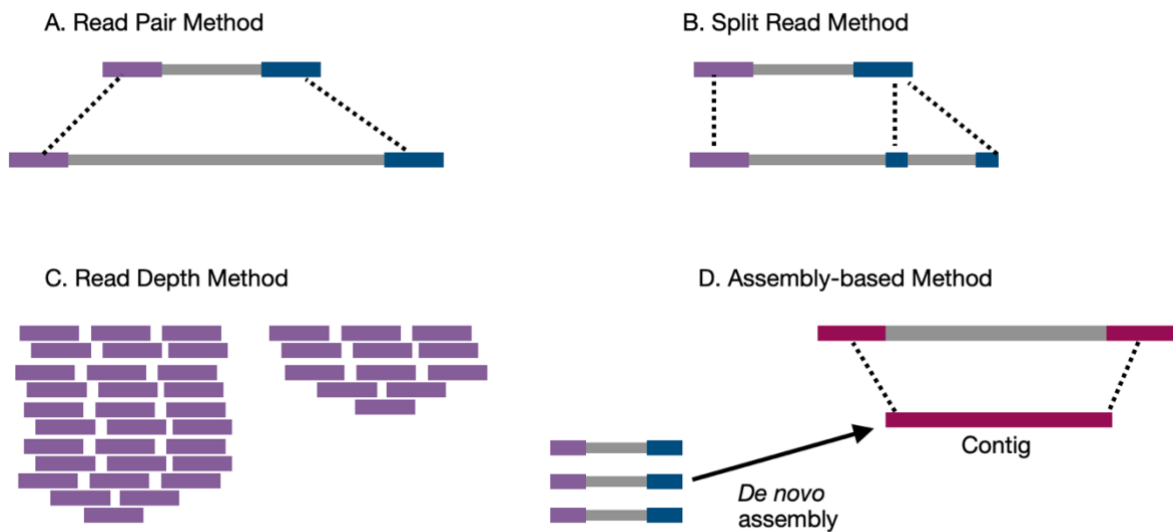 A. Read Pair Method
B. Split Read Method
C. Read Depth Method
D. Assembly-based Method
Contig
De novo
assembly